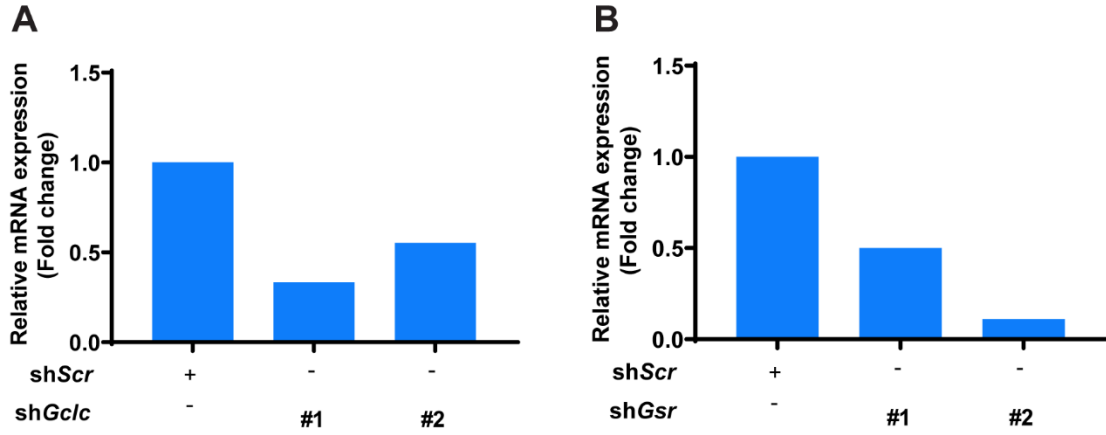 A
Relative mRNA expression
(Fold change)
1.5
1.0
0.5
0.0
shScr + - -
shGclc - #1 #2
B
Relative mRNA expression
(Fold change)
1.5
1.0
0.5
0.0
shScr + - -
shGsr - #1 #2